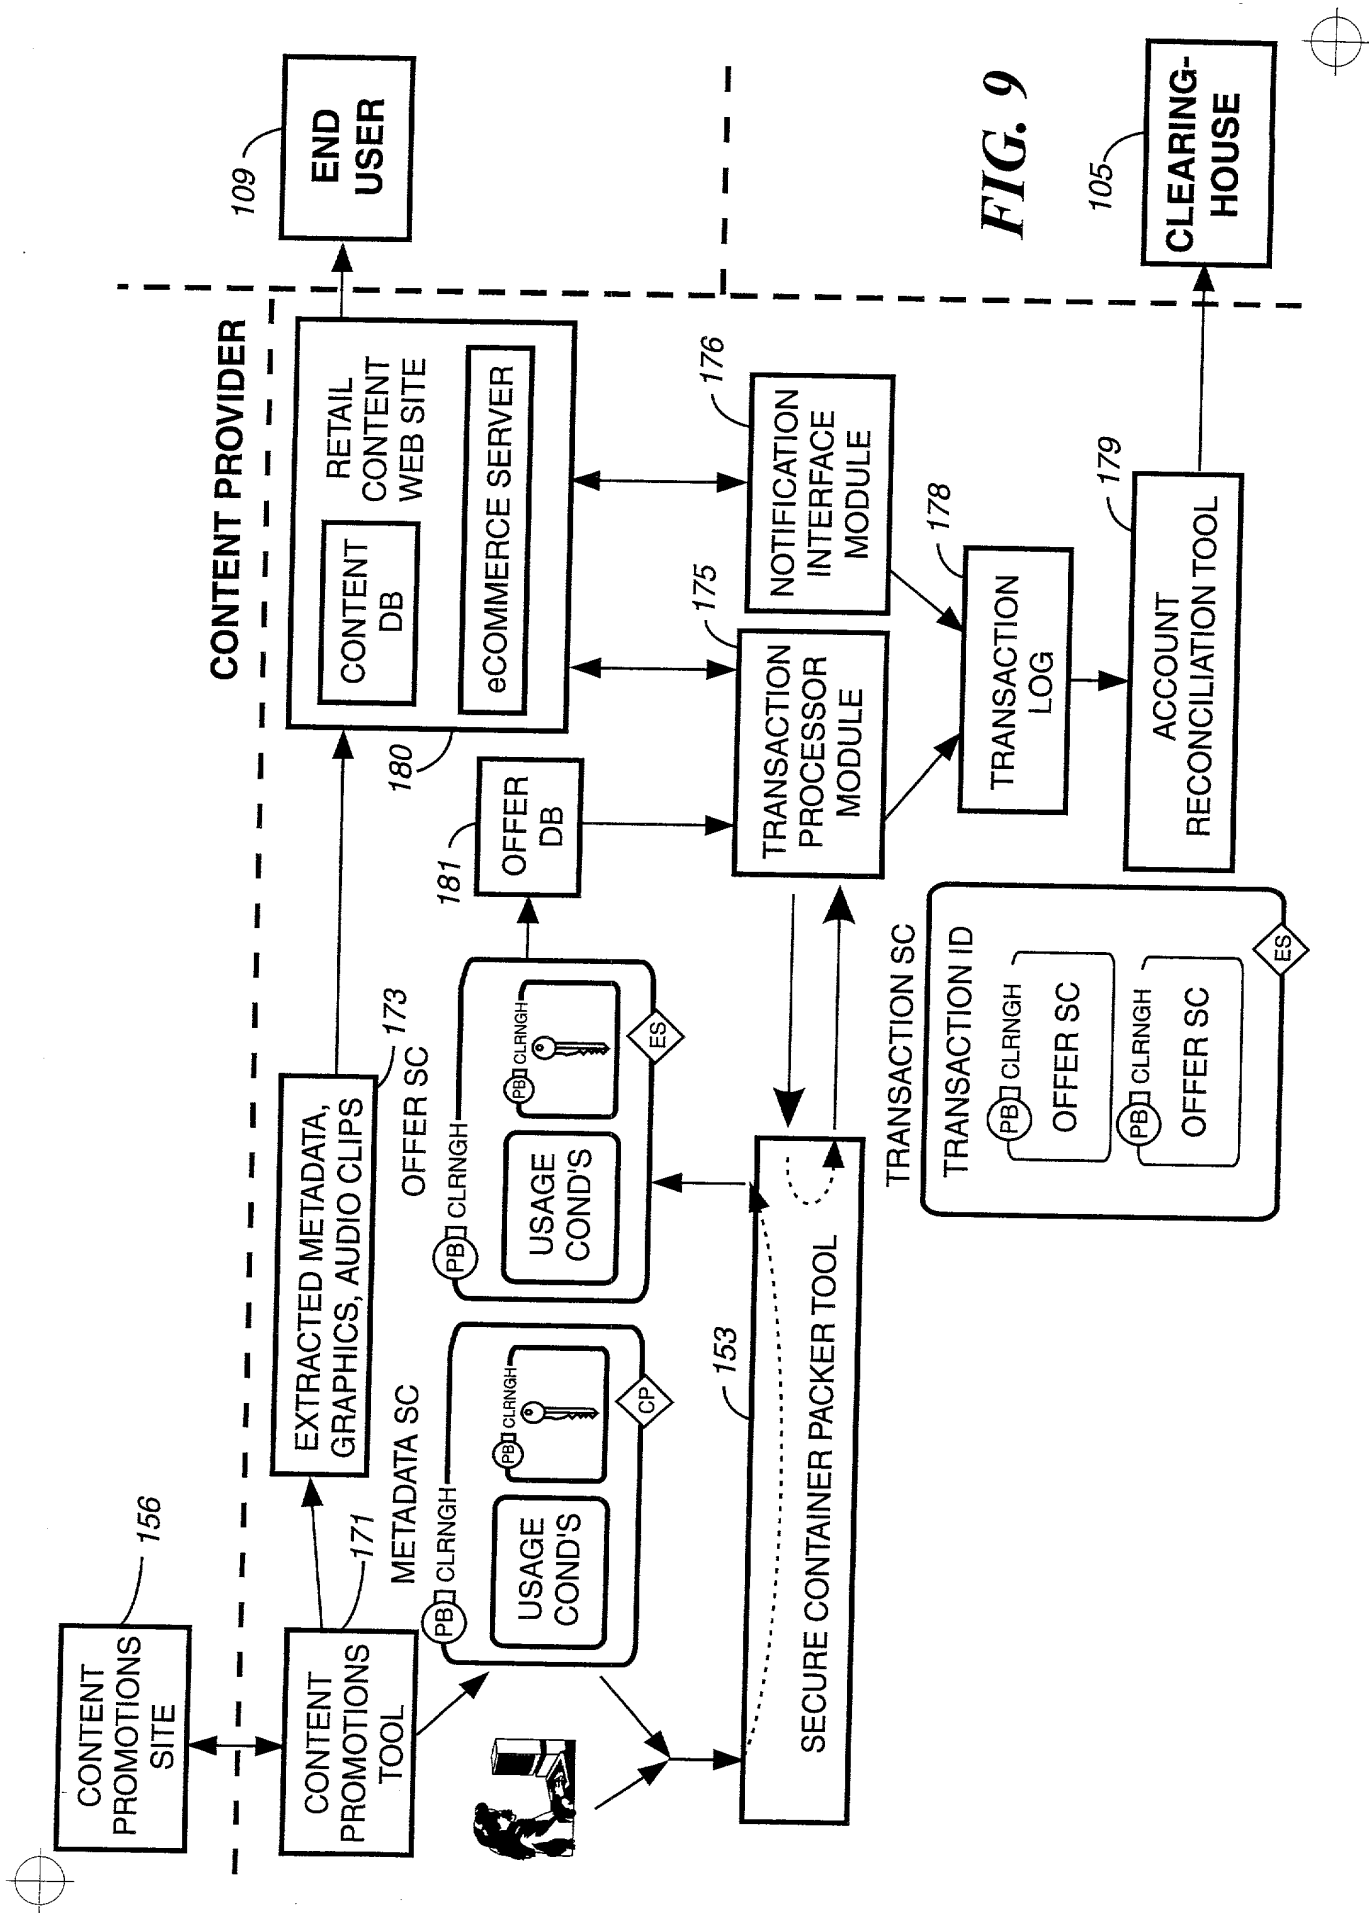 CONTENT
PROMOTIONS
SITE
156
CONTENT PROVIDER
CONTENT
PROMOTIONS
TOOL
171
EXTRACTED METADATA,
GRAPHICS, AUDIO CLIPS
173
CONTENT
DB
RETAIL
CONTENT
WEB SITE
eCOMMERCE SERVER
180
END
USER
109
METADATA SC
PB CLRNGH
USAGE
COND'S
PB CLRNGH
CP
OFFER SC
PB CLRNGH
USAGE
COND'S
PB CLRNGH
ES
OFFER
DB
181
153
SECURE CONTAINER PACKER TOOL
TRANSACTION
PROCESSOR
MODULE
175
NOTIFICATION
INTERFACE
MODULE
176
TRANSACTION SC
TRANSACTION ID
PB CLRNGH
OFFER SC
PB CLRNGH
OFFER SC
ES
TRANSACTION
LOG
178
ACCOUNT
RECONCILIATION TOOL
179
CLEARING-
HOUSE
105
FIG. 9